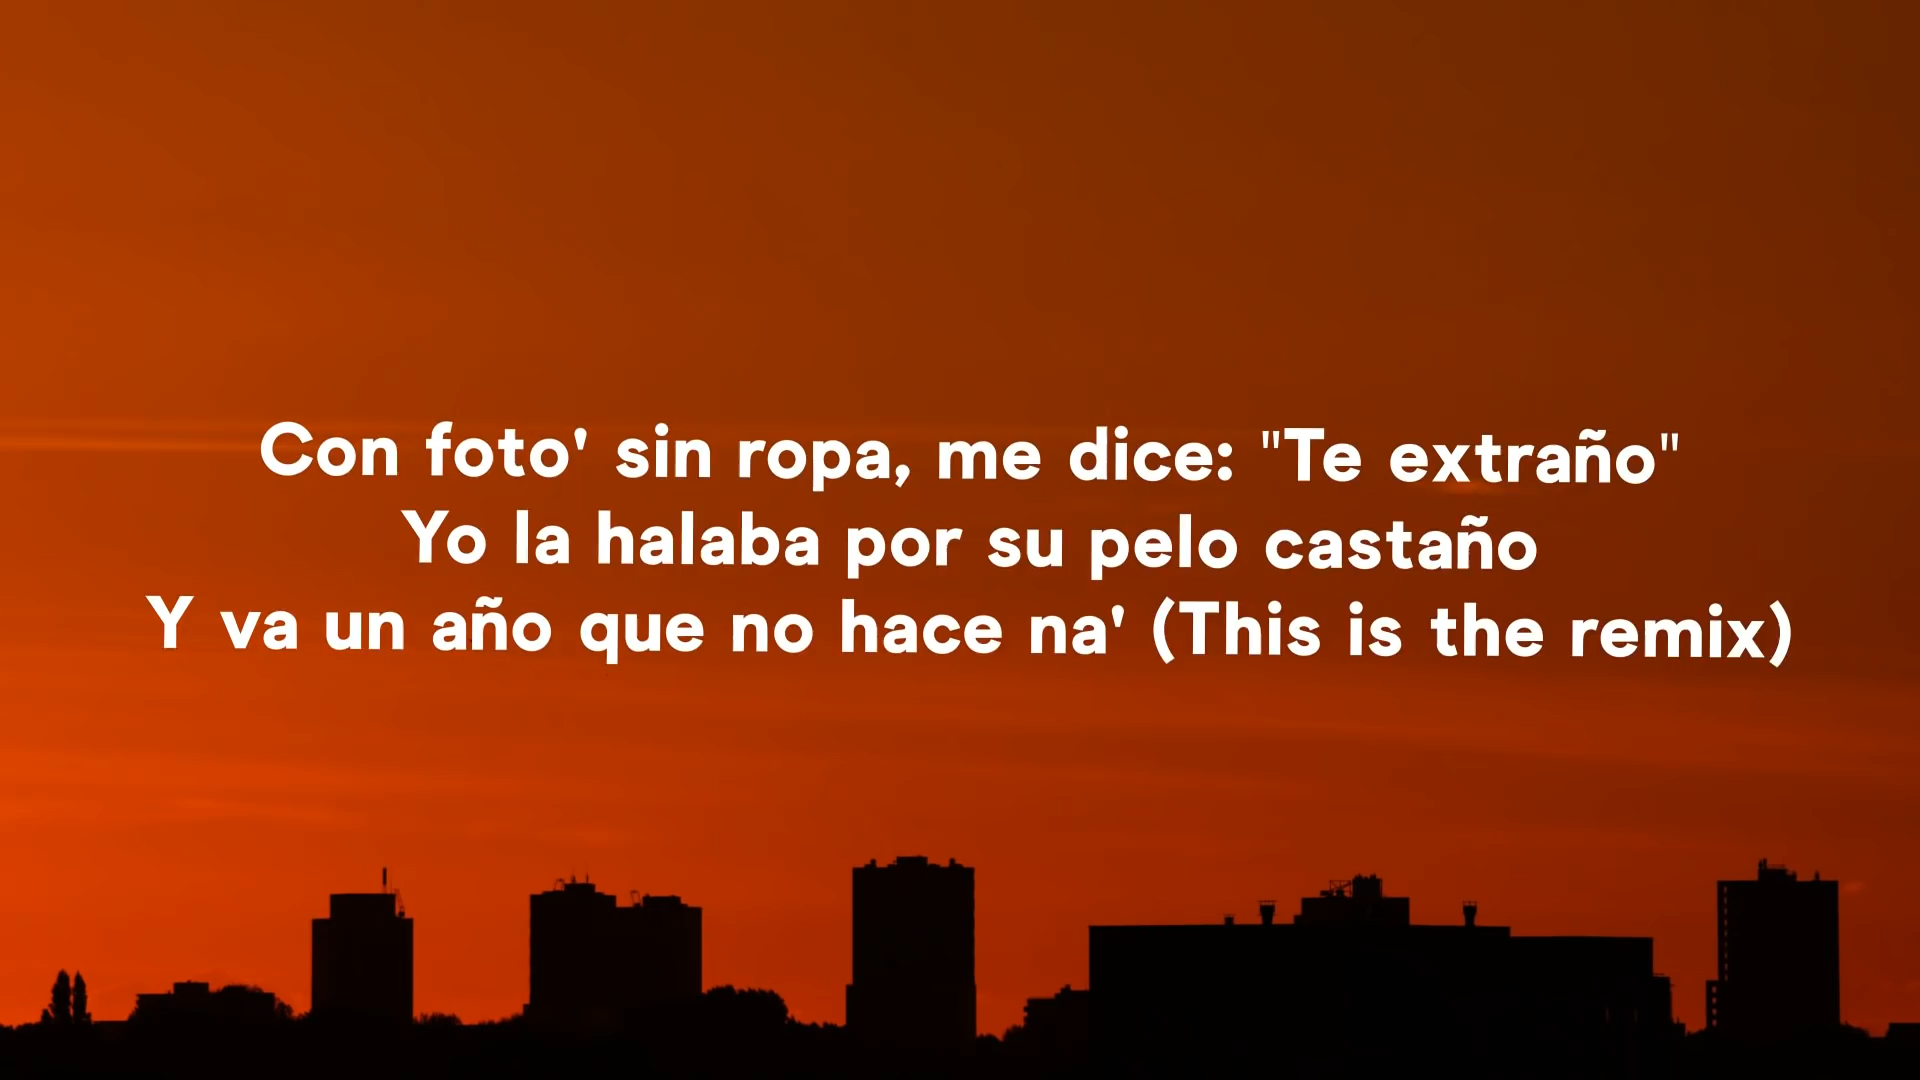 Con foto' sin ropa, me dice: "Te extraño"
Yo la halaba por su pelo castaño
Y va un año que no hace na' (This is the remix)